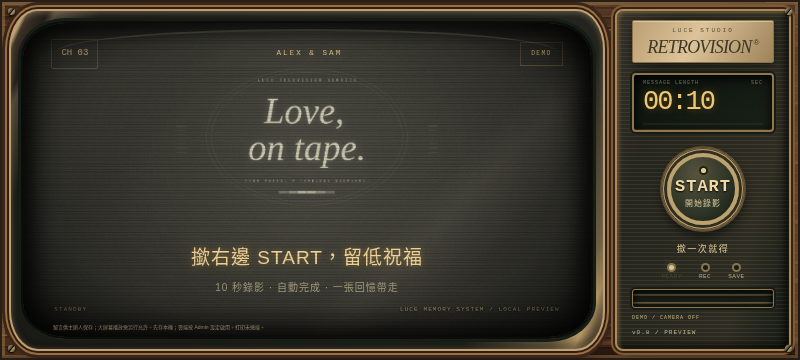 CH 03
ALEX & SAM
DEMO
Love,
on tape.
撳右邊 START，留低祝福
10 秒錄影 · 自動完成 · 一張回憶帶走
STANDBY
LUCE MEMORY SYSTEM / LOCAL PREVIEW
LUCE STUDIO
RETROVISION®
MESSAGE LENGTH
SEC
00:10
START
開始錄影
撳一次就得
REC
SAVE
DEMO / CAMERA OFF
v0.8 / PREVIEW